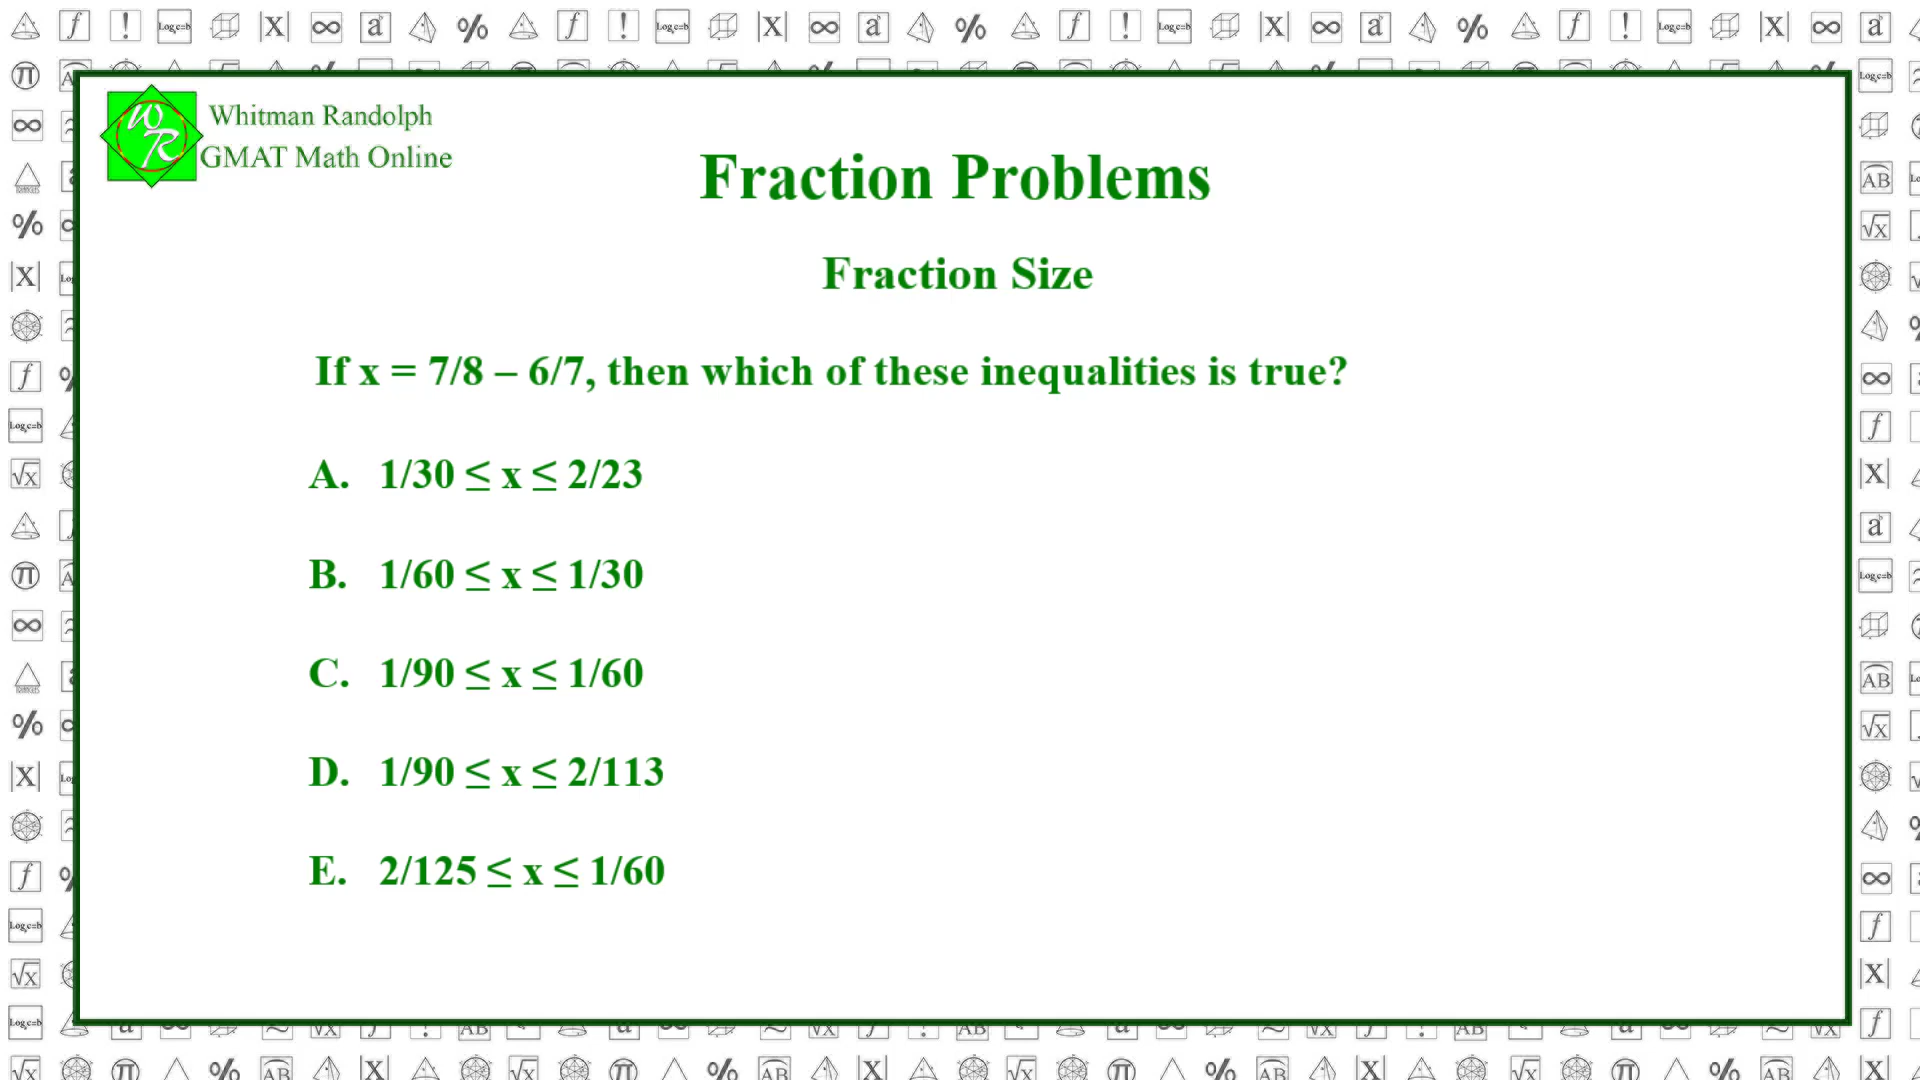 Whitman Randolph
GMAT Math Online
Fraction Problems
Fraction Size
If x = 7/8 – 6/7, then which of these inequalities is true?
A. 1/30 ≤ x ≤ 2/23
B. 1/60 ≤ x ≤ 1/30
C. 1/90 ≤ x ≤ 1/60
D. 1/90 ≤ x ≤ 2/113
E. 2/125 ≤ x ≤ 1/60